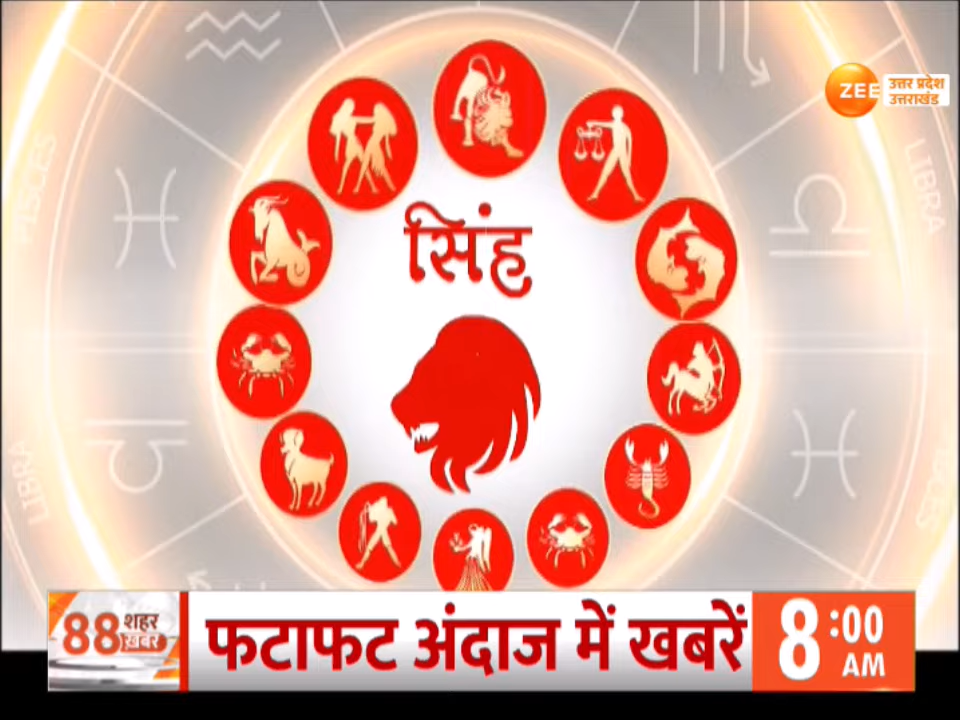 ZEE
उत्तर प्रदेश
उत्तराखंड
PISCES
LIBRA
सिंह
LIBRA
88 शहर
खबर
फटाफट अंदाज में खबरें
8:00
AM